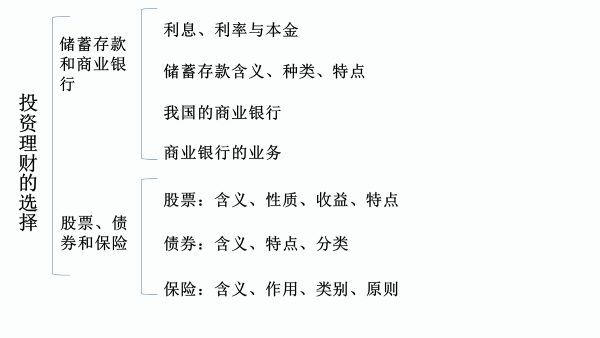 投资理财的选择
储蓄存款
和商业银
行
利息、利率与本金
储蓄存款含义、种类、特点
我国的商业银行
商业银行的业务
股票、债
券和保险
股票：含义、性质、收益、特点
债券：含义、特点、分类
保险：含义、作用、类别、原则